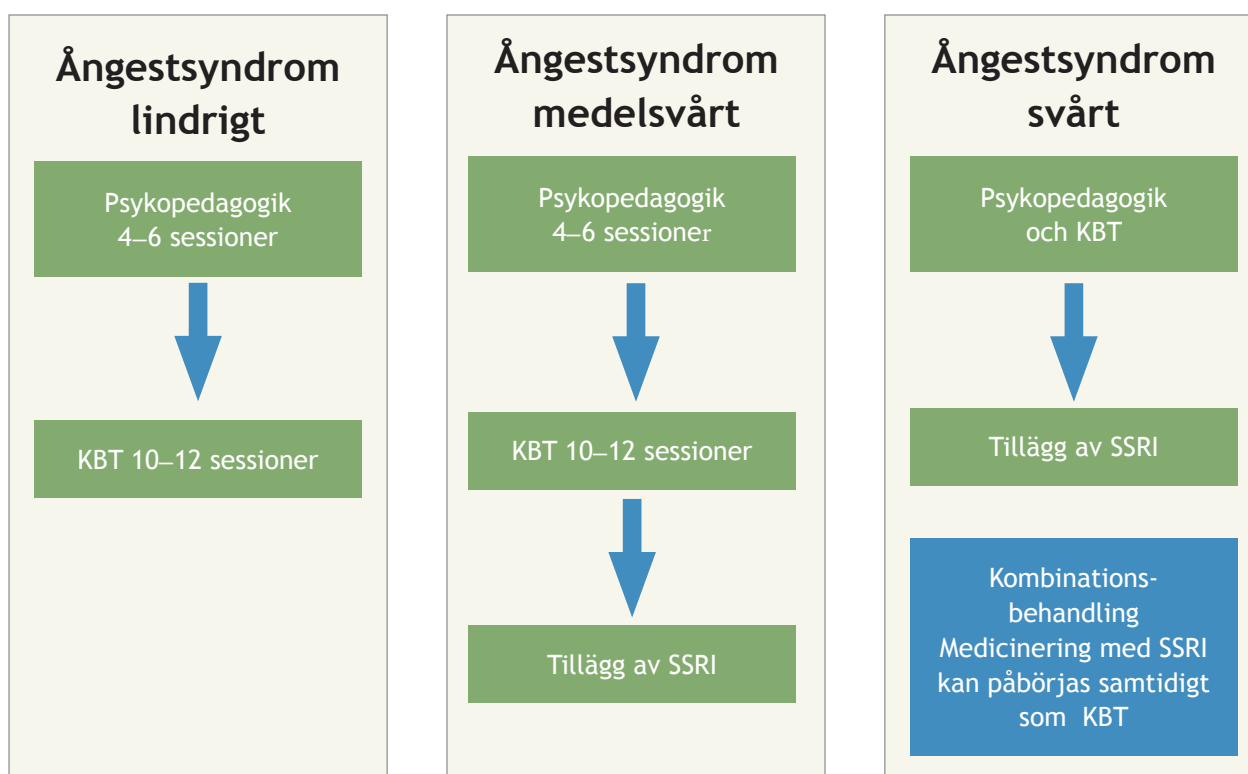 Ångestsyndrom
lindrigt
Psykopedagogik
4–6 sessioner
KBT 10–12 sessioner
Ångestsyndrom
medelsvårt
Psykopedagogik
4–6 sessioner
KBT 10–12 sessioner
Tillägg av SSRI
Ångestsyndrom
svårt
Psykopedagogik
och KBT
Tillägg av SSRI
Kombinations-
behandling
Medicinering med SSRI
kan påbörjas samtidigt
som KBT